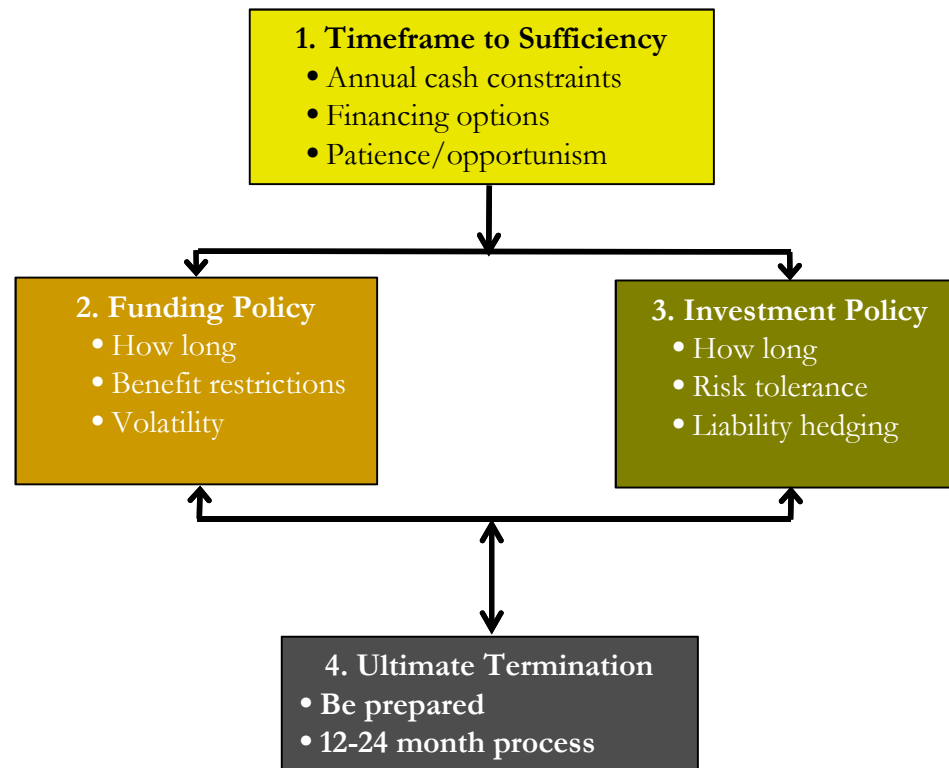 1. Timeframe to Sufficiency
• Annual cash constraints
• Financing options
• Patience/opportunism
2. Funding Policy
• How long
• Benefit restrictions
• Volatility
3. Investment Policy
• How long
• Risk tolerance
• Liability hedging
4. Ultimate Termination
• Be prepared
• 12-24 month process